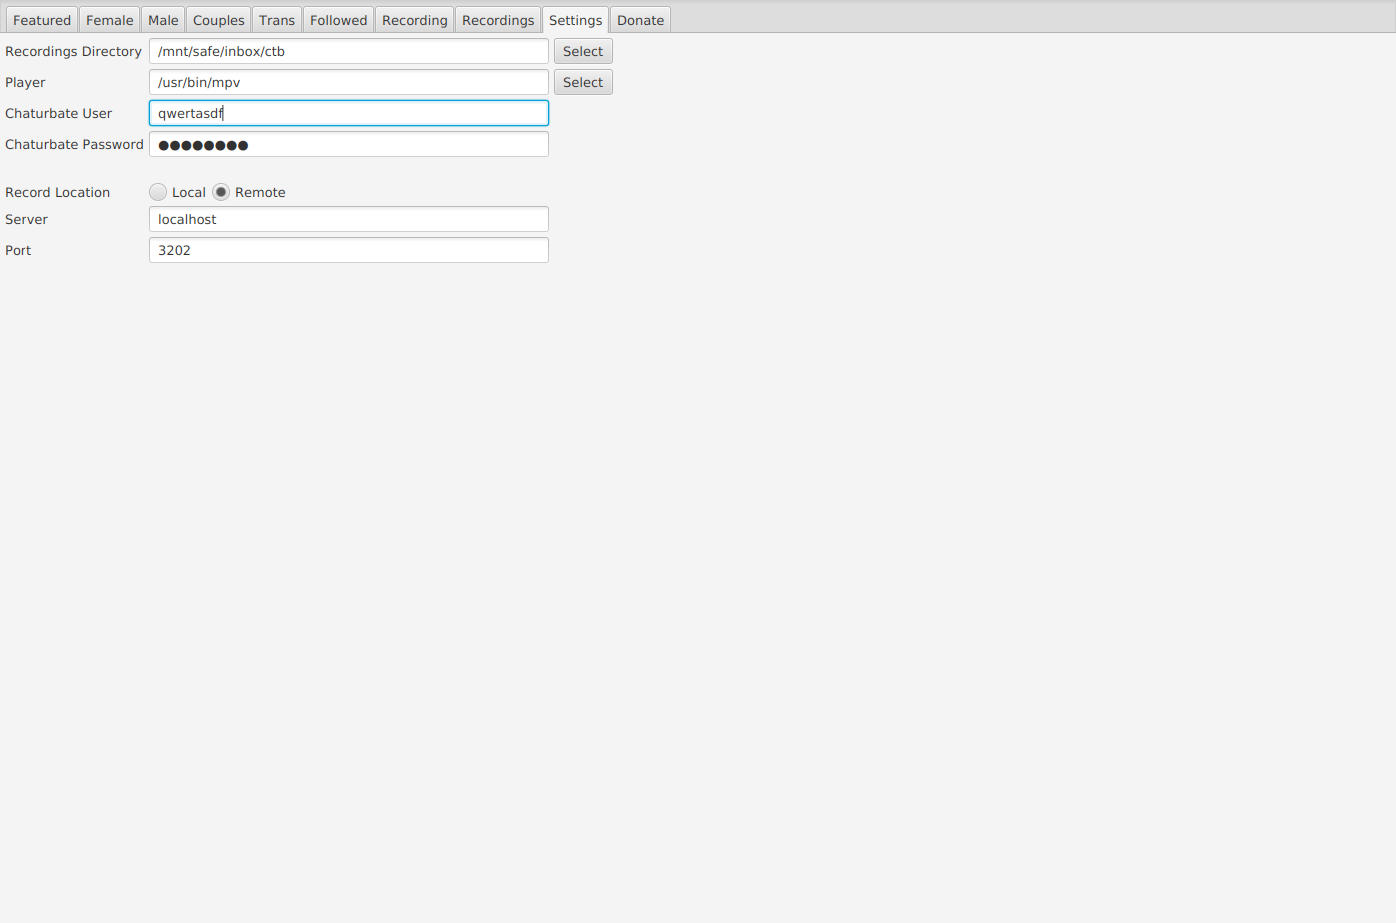 Featured Female Male Couples Trans Followed Recording Recordings Settings Donate
Recordings Directory /mnt/safe/inbox/ctb Select
Player /usr/bin/mpv Select
Chaturbate User qwertasdf
Chaturbate Password ●●●●●●●●
Record Location Local Remote
Server localhost
Port 3202